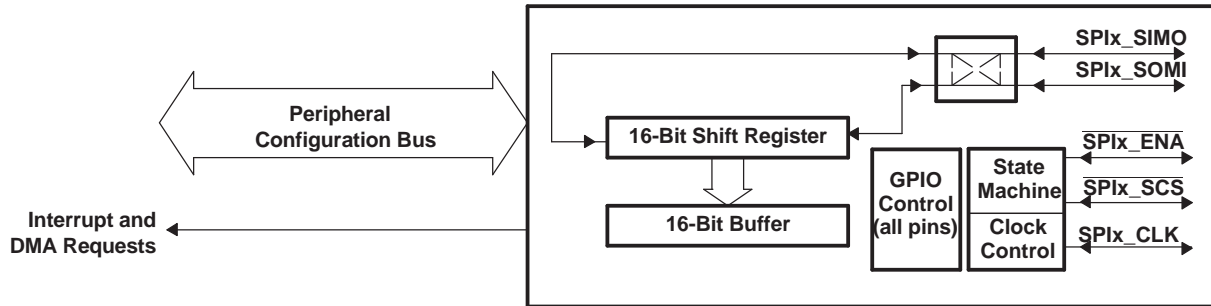 SPIx_SIMO
SPIx_SOMI
Peripheral
Configuration Bus
16-Bit Shift Register
SPIx_ENA
GPIO
Control
(all pins)
State
Machine
SPIx_SCS
Interrupt and
DMA Requests
16-Bit Buffer
Clock
Control
SPIx_CLK